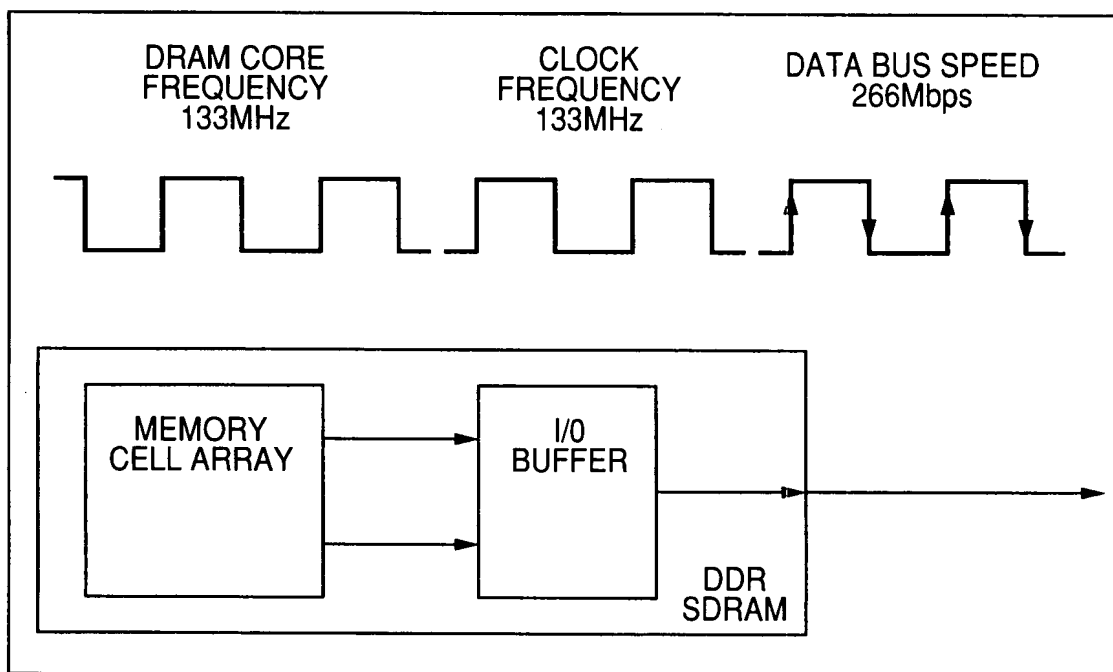 DRAM CORE
FREQUENCY
133MHz
CLOCK
FREQUENCY
133MHz
DATA BUS SPEED
266Mbps
MEMORY
CELL ARRAY
I/0
BUFFER
DDR
SDRAM